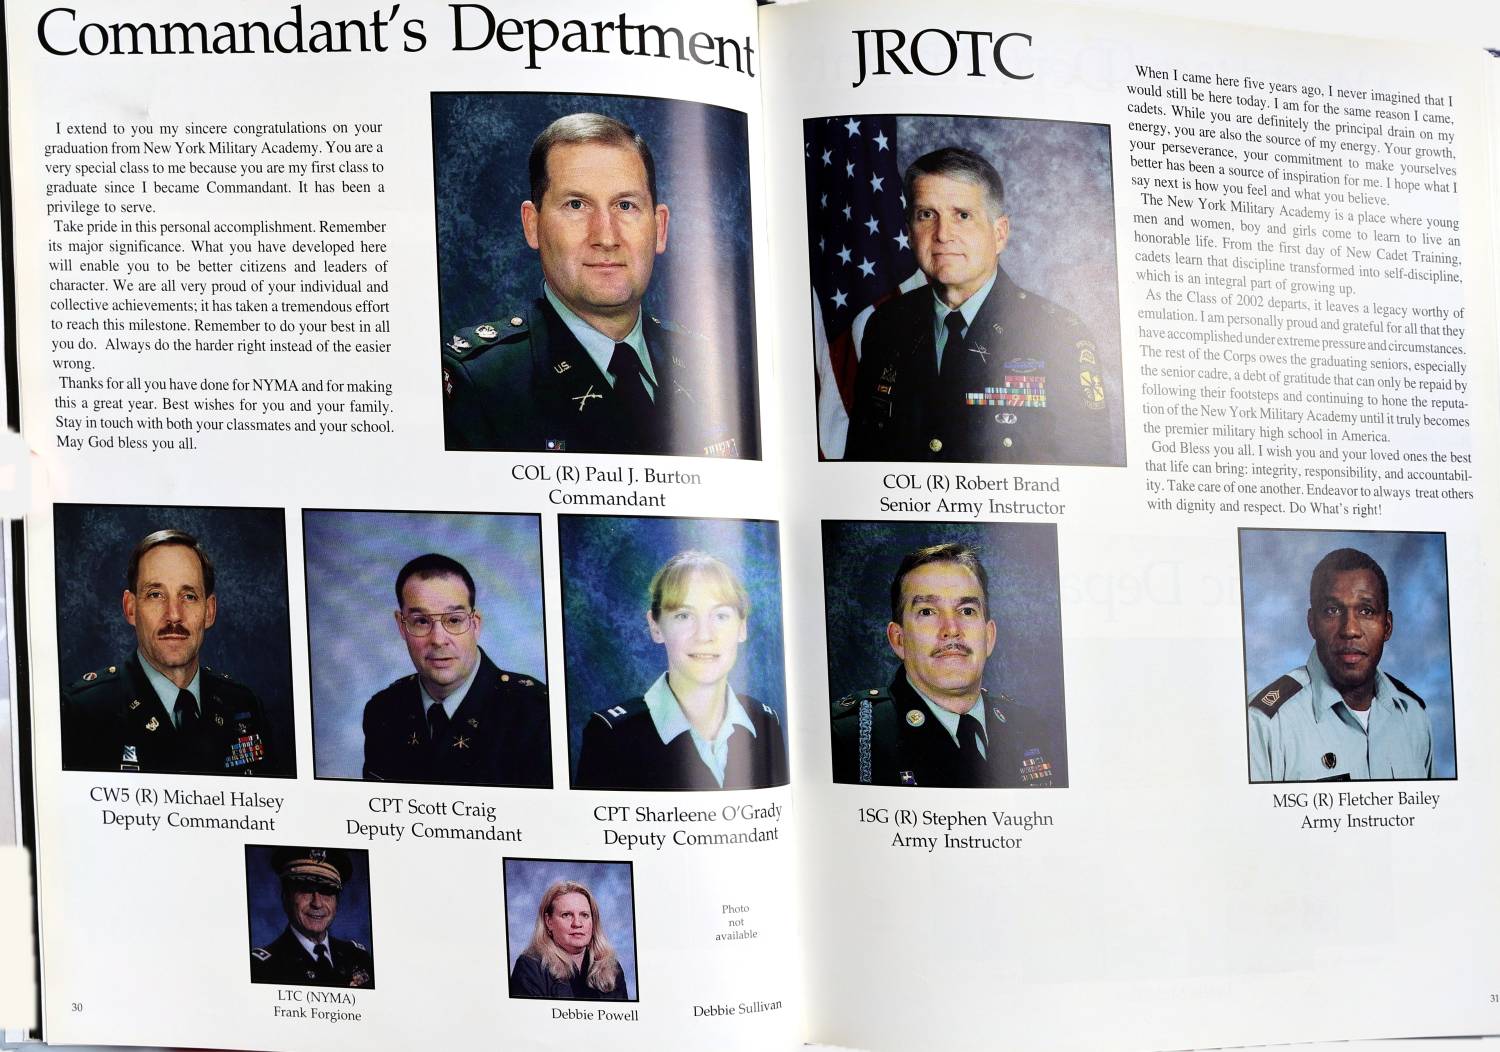 Commandant's Department
I extend to you my sincere congratulations on your
graduation from New York Military Academy. You are a
very special class to me because you are my first class to
graduate since I became Commandant. It has been a
privilege to serve.
Take pride in this personal accomplishment. Remember
its major significance. What you have developed here
will enable you to be better citizens and leaders of
character. We are all very proud of your individual and
collective achievements; it has taken a tremendous effort
to reach this milestone. Remember to do your best in all
you do. Always do the harder right instead of the easier
wrong.
Thanks for all you have done for NYMA and for making
this a great year. Best wishes for you and your family.
Stay in touch with both your classmates and your school.
May God bless you all.
COL (R) Paul J. Burton
Commandant
CW5 (R) Michael Halsey
Deputy Commandant
CPT Scott Craig
Deputy Commandant
CPT Sharleene O'Grady
Deputy Commandant
LTC (NYMA)
Frank Forgione
Debbie Powell
Photo
not
available
Debbie Sullivan
30
JROTC
When I came here five years ago, I never imagined that I
would still be here today. I am for the same reason I came,
cadets. While you are definitely the principal drain on my
energy, you are also the source of my energy. Your growth,
your perseverance, your commitment to make yourselves
better has been a source of inspiration for me. I hope what I
say next is how you feel and what you believe.
The New York Military Academy is a place where young
men and women, boy and girls come to learn to live an
honorable life. From the first day of New Cadet Training,
cadets learn that discipline transformed into self-discipline,
which is an integral part of growing up.
As the Class of 2002 departs, it leaves a legacy worthy of
emulation. I am personally proud and grateful for all that they
have accomplished under extreme pressure and circumstances.
The rest of the Corps owes the graduating seniors, especially
the senior cadre, a debt of gratitude that can only be repaid by
following their footsteps and continuing to hone the reputa-
tion of the New York Military Academy until it truly becomes
the premier military high school in America.
God Bless you all. I wish you and your loved ones the best
that life can bring: integrity, responsibility, and accountabil-
ity. Take care of one another. Endeavor to always treat others
with dignity and respect. Do What's right!
COL (R) Robert Brand
Senior Army Instructor
1SG (R) Stephen Vaughn
Army Instructor
MSG (R) Fletcher Bailey
Army Instructor
31